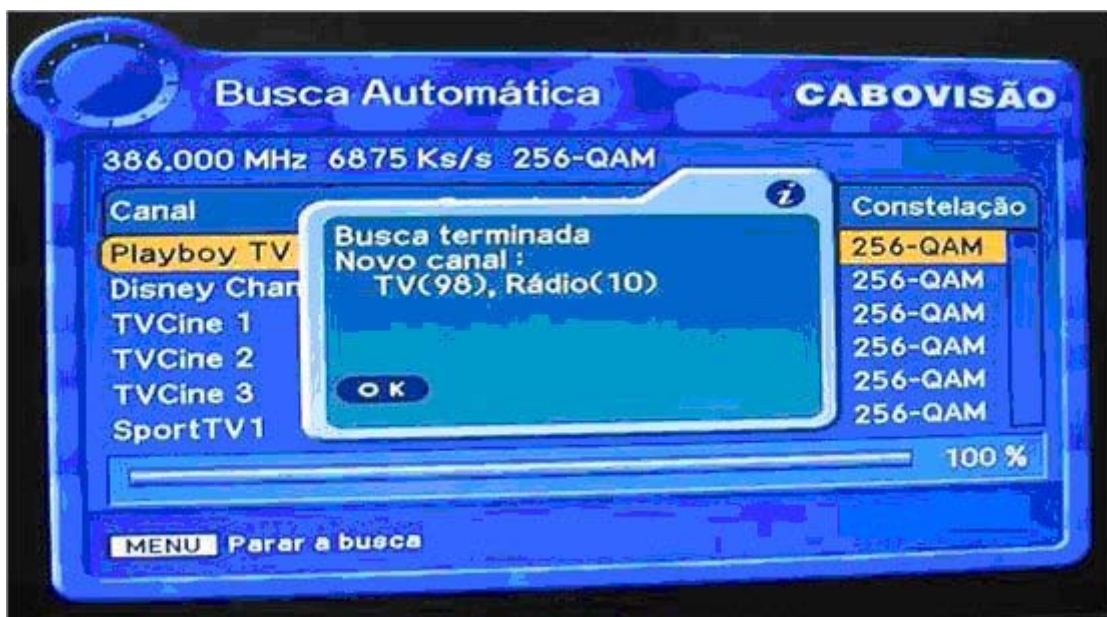 Busca Automática CABOVISÃO
386.000 MHz 6875 Ks/s 256-QAM
Canal Constelação
Playboy TV 256-QAM
Disney Chan 256-QAM
TVCine 1 256-QAM
TVCine 2 256-QAM
TVCine 3 256-QAM
SportTV1 256-QAM
i
Busca terminada
Novo canal :
TV(98), Rádio(10)
OK
100 %
MENU Parar a busca